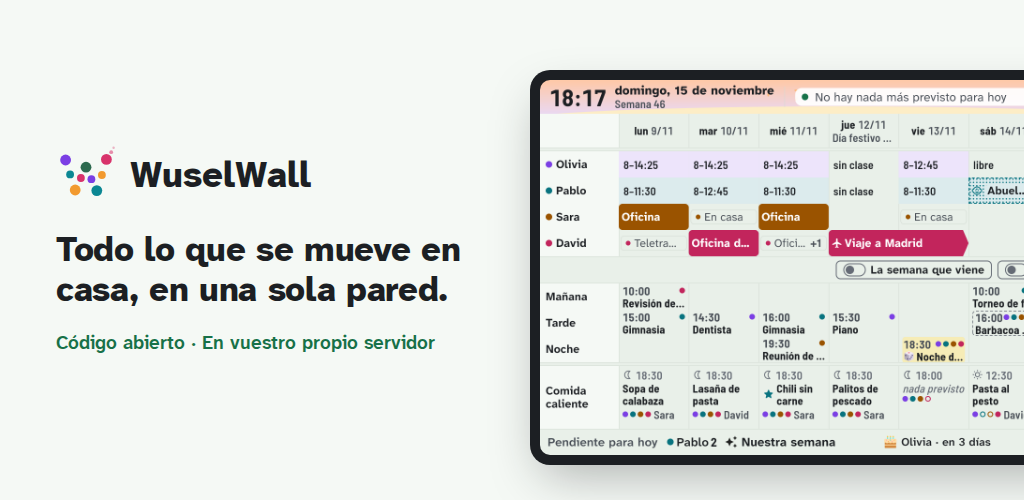 WuselWall
Todo lo que se mueve en
casa, en una sola pared.
Código abierto · En vuestro propio servidor
18:17
domingo, 15 de noviembre
Semana 46
No hay nada más previsto para hoy
lun 9/11 mar 10/11 mié 11/11 jue 12/11 vie 13/11 sáb 14/11
Día festivo ...
Olivia 8–14:25 8–14:25 8–14:25 sin clase 8–12:45 libre
Pablo 8–11:30 8–12:45 8–11:30 sin clase 8–11:30 Abuel...
Sara Oficina En casa Oficina En casa
David Teletra... Oficina d... Ofici... +1 Viaje a Madrid
La semana que viene
Mañana
Tarde
Noche
10:00
Revisión de...
15:00
Gimnasia
14:30
Dentista
16:00
Gimnasia
19:30
Reunión de ...
15:30
Piano
18:30
Noche d...
10:00
Torneo de f
16:00
Barbacoa
Comida
caliente
18:30
Sopa de
calabaza
Sara
18:30
Lasaña de
pasta
David
18:30
Chili sin
carne
Sara
18:30
Palitos de
pescado
Sara
18:00
nada previsto
12:30
Pasta al
pesto
Davi
Pendiente para hoy Pablo 2 Nuestra semana Olivia · en 3 días